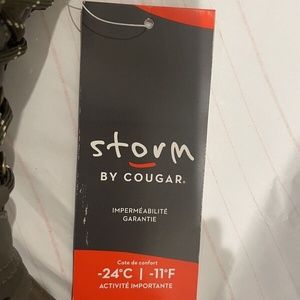 storm
BY COUGAR®
IMPERMÉABILITÉ
GARANTIE
Cote de confort
-24°C | -11°F
ACTIVITÉ IMPORTANTE